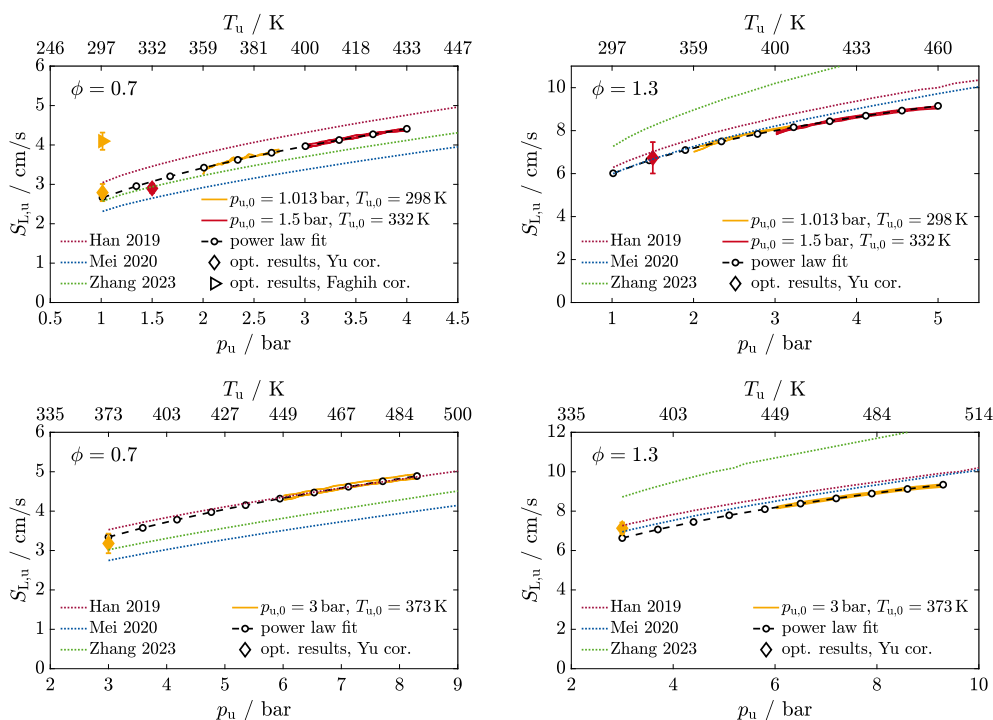 T_u / K
246 297 332 359 381 400 418 433 447
6
5
4
3
2
1
0
S_L,u / cm/s
ϕ = 0.7
p_u,0 = 1.013 bar, T_u,0 = 298 K
p_u,0 = 1.5 bar, T_u,0 = 332 K
Han 2019
power law fit
Mei 2020
opt. results, Yu cor.
Zhang 2023
opt. results, Faghih cor.
0.5 1 1.5 2 2.5 3 3.5 4 4.5
p_u / bar
T_u / K
297 359 400 433 460
10
8
6
4
2
0
S_L,u / cm/s
ϕ = 1.3
p_u,0 = 1.013 bar, T_u,0 = 298 K
Han 2019
p_u,0 = 1.5 bar, T_u,0 = 332 K
Mei 2020
power law fit
Zhang 2023
opt. results, Yu cor.
1 2 3 4 5
p_u / bar
T_u / K
335 373 403 427 449 467 484 500
6
5
4
3
2
1
0
S_L,u / cm/s
ϕ = 0.7
Han 2019
p_u,0 = 3 bar, T_u,0 = 373 K
Mei 2020
power law fit
Zhang 2023
opt. results, Yu cor.
2 3 4 5 6 7 8 9
p_u / bar
T_u / K
335 403 449 484 514
12
10
8
6
4
2
0
S_L,u / cm/s
ϕ = 1.3
Han 2019
p_u,0 = 3 bar, T_u,0 = 373 K
Mei 2020
power law fit
Zhang 2023
opt. results, Yu cor.
2 4 6 8 10
p_u / bar